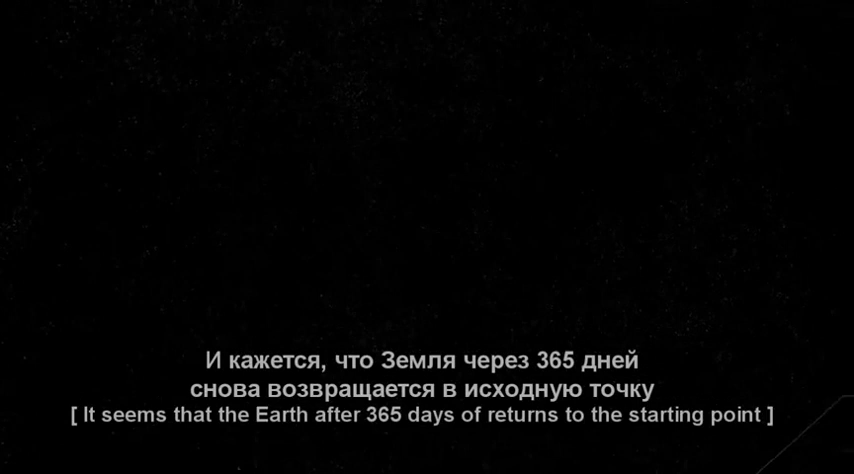 И кажется, что Земля через 365 дней
снова возвращается в исходную точку
[ It seems that the Earth after 365 days of returns to the starting point ]